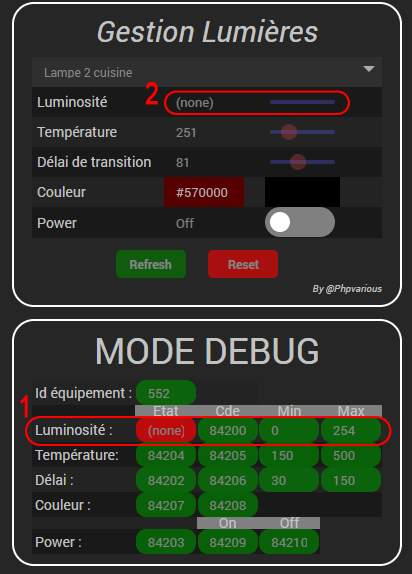 Gestion Lumières
Lampe 2 cuisine
2
Luminosité (none)
Température 251
Délai de transition 81
Couleur #570000
Power Off
Refresh Reset
By @Phpvarious
MODE DEBUG
Id équipement : 552
1
Etat Cde Min Max
Luminosité : (none) 84200 0 254
Température: 84204 84205 150 500
Délai : 84202 84206 30 150
Couleur : 84207 84208
On Off
Power : 84203 84209 84210